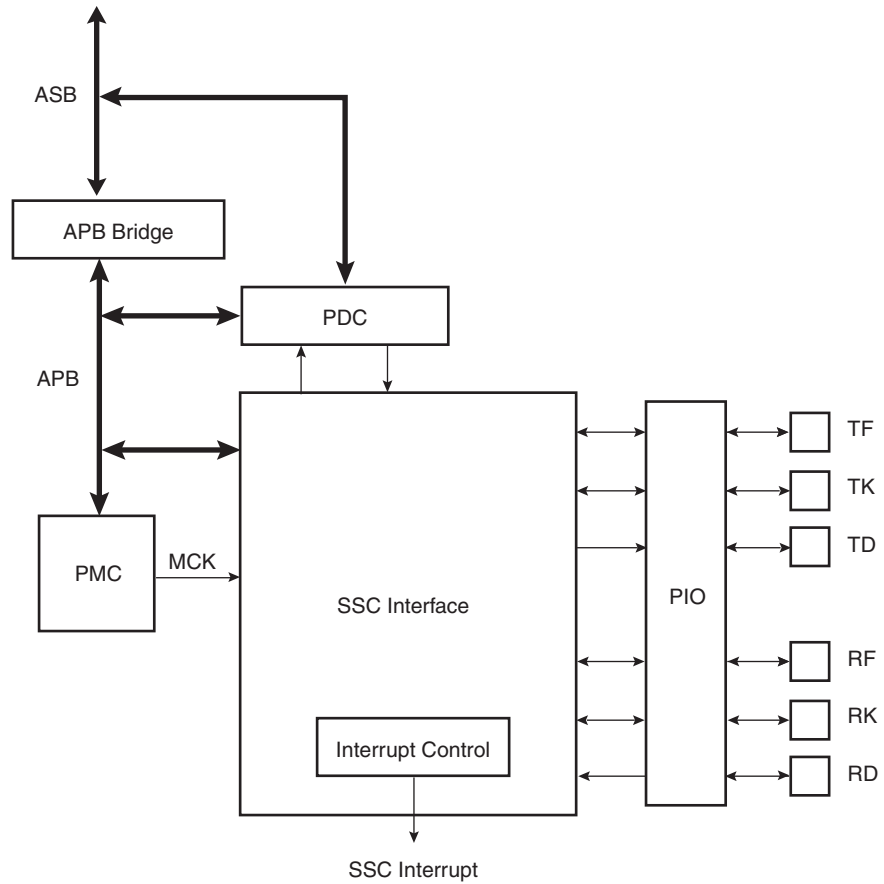 ASB
APB Bridge
PDC
APB
TF
TK
TD
PMC
MCK
SSC Interface
PIO
RF
RK
RD
Interrupt Control
SSC Interrupt